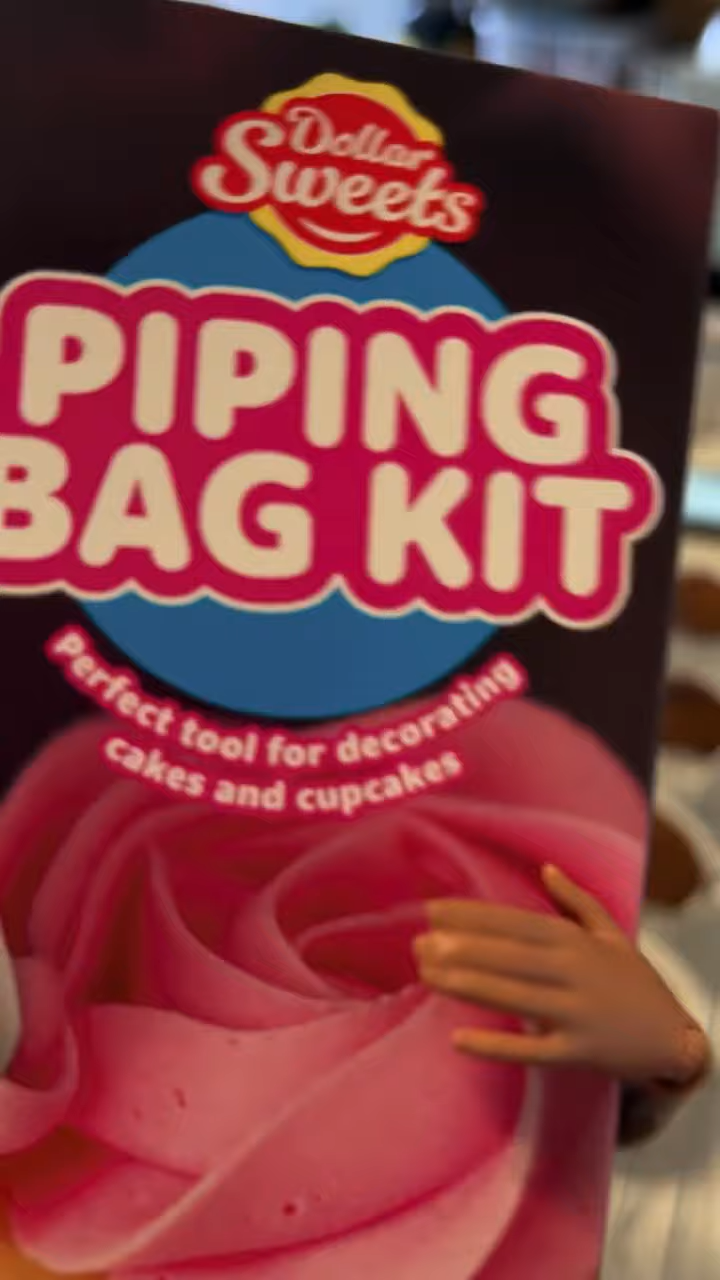 Dollar
Sweets
PIPING
BAG KIT
Perfect tool for decorating
cakes and cupcakes